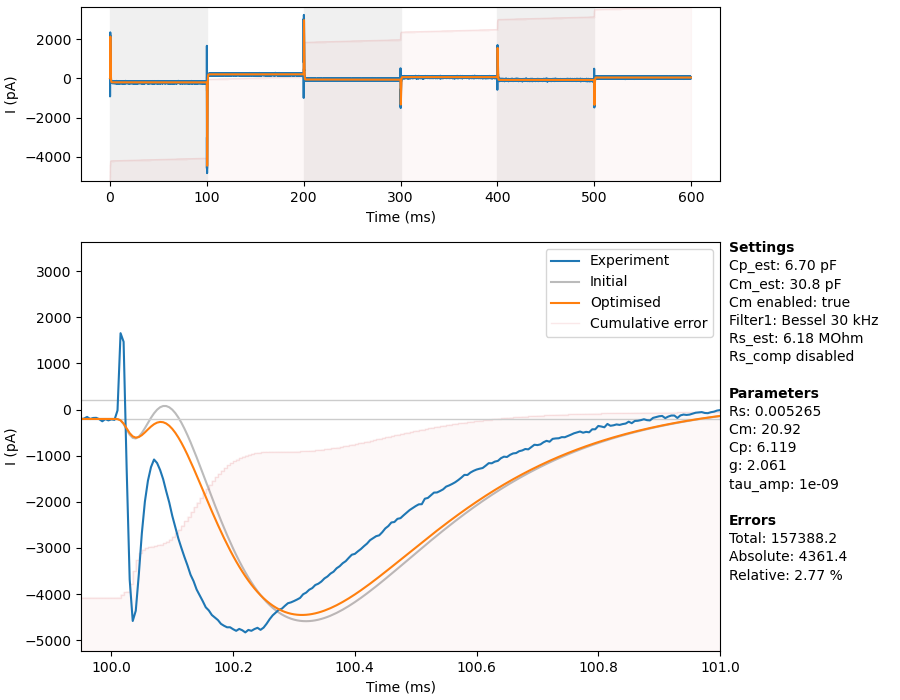 2000
0
−2000
−4000
I (pA)
0 100 200 300 400 500 600
Time (ms)
3000
2000
1000
0
−1000
−2000
−3000
−4000
−5000
I (pA)
Experiment
Initial
Optimised
Cumulative error
100.0 100.2 100.4 100.6 100.8 101.0
Time (ms)
Settings
Cp_est: 6.70 pF
Cm_est: 30.8 pF
Cm enabled: true
Filter1: Bessel 30 kHz
Rs_est: 6.18 MOhm
Rs_comp disabled
Parameters
Rs: 0.005265
Cm: 20.92
Cp: 6.119
g: 2.061
tau_amp: 1e-09
Errors
Total: 157388.2
Absolute: 4361.4
Relative: 2.77 %